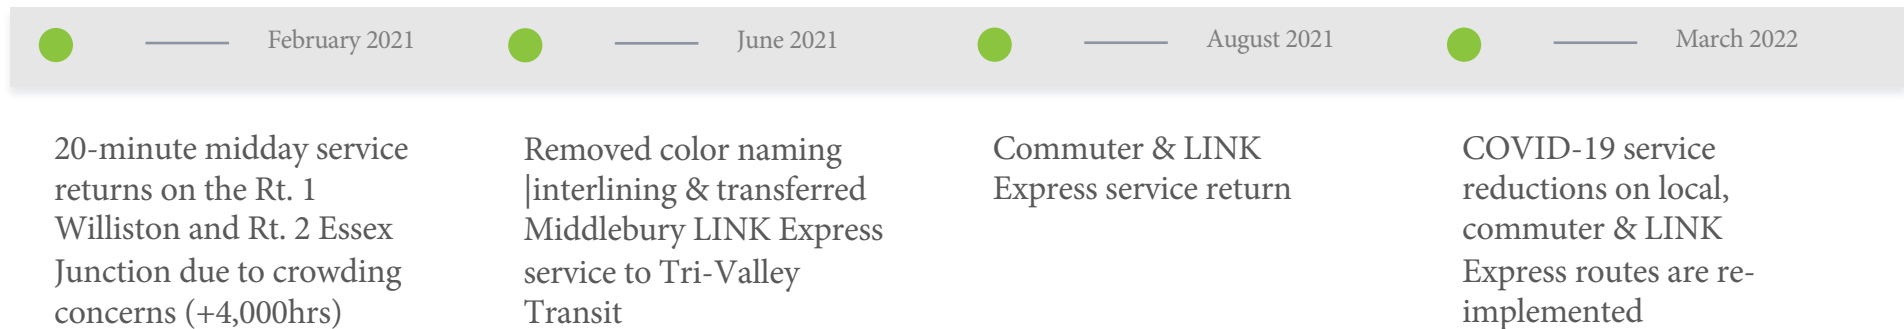 February 2021
June 2021
August 2021
March 2022
20-minute midday service
returns on the Rt. 1
Williston and Rt. 2 Essex
Junction due to crowding
concerns (+4,000hrs)
Removed color naming
|interlining & transferred
Middlebury LINK Express
service to Tri-Valley
Transit
Commuter & LINK
Express service return
COVID-19 service
reductions on local,
commuter & LINK
Express routes are re-
implemented